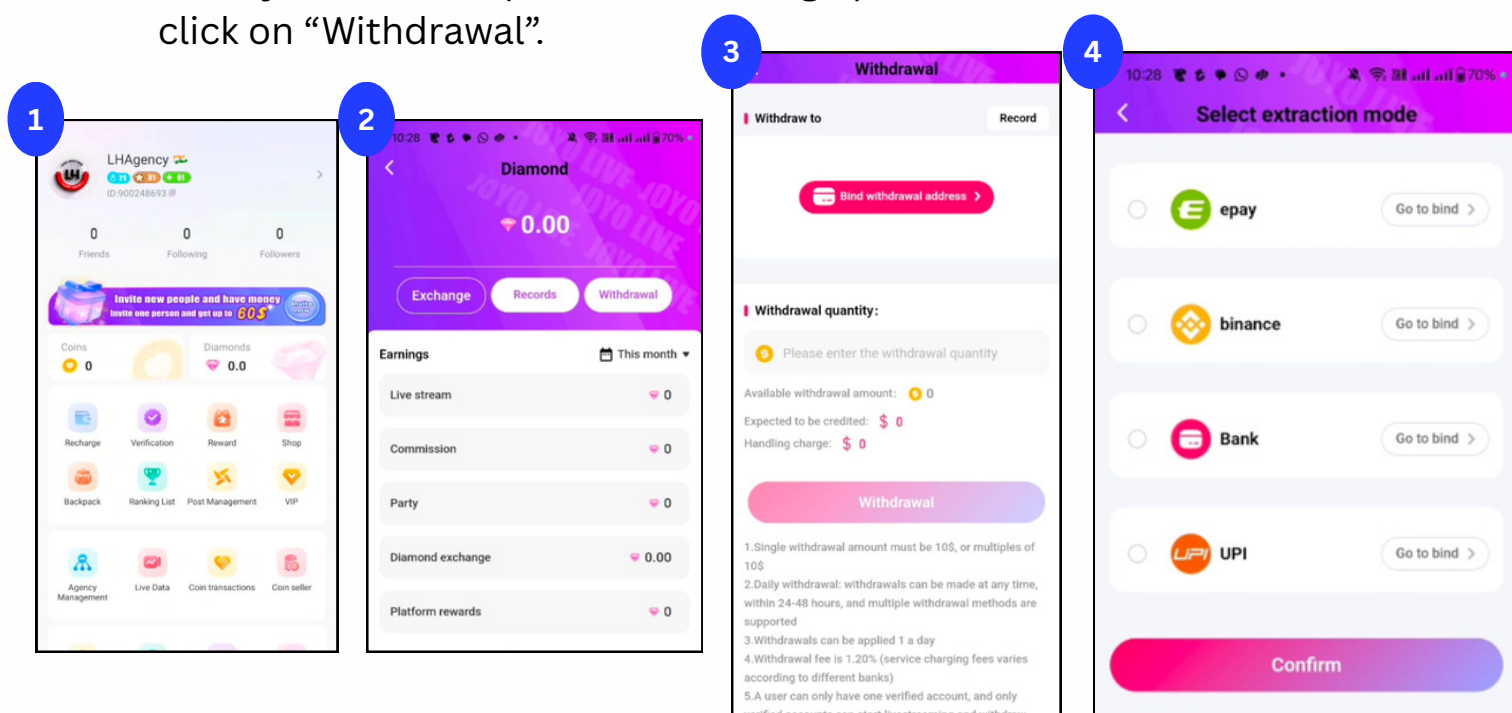 click on “Withdrawal”.
1
LHAgency
ID:900248693
0
0
0
Friends
Following
Followers
Invite new people and have money
Invite one person and get up to 60$
Invite now
Coins
0
Diamonds
0.0
Recharge
Verification
Reward
Shop
Backpack
Ranking List
Post Management
VIP
Agency Management
Live Data
Coin transactions
Coin seller
2
10:28
70%
Diamond
0.00
JOYO LIVE
Exchange
Records
Withdrawal
Earnings
This month
Live stream
0
Commission
0
Party
0
Diamond exchange
0.00
Platform rewards
0
3
Withdrawal
Withdraw to
Record
Bind withdrawal address >
Withdrawal quantity:
Please enter the withdrawal quantity
Available withdrawal amount: 0
Expected to be credited: $ 0
Handling charge: $ 0
Withdrawal
1.Single withdrawal amount must be 10$, or multiples of
10$
2.Daily withdrawal: withdrawals can be made at any time,
within 24-48 hours, and multiple withdrawal methods are
supported
3.Withdrawals can be applied 1 a day
4.Withdrawal fee is 1.20% (service charging fees varies
according to different banks)
5.A user can only have one verified account, and only
4
10:28
70%
Select extraction mode
epay
Go to bind >
binance
Go to bind >
Bank
Go to bind >
UPI
UPI
Go to bind >
Confirm